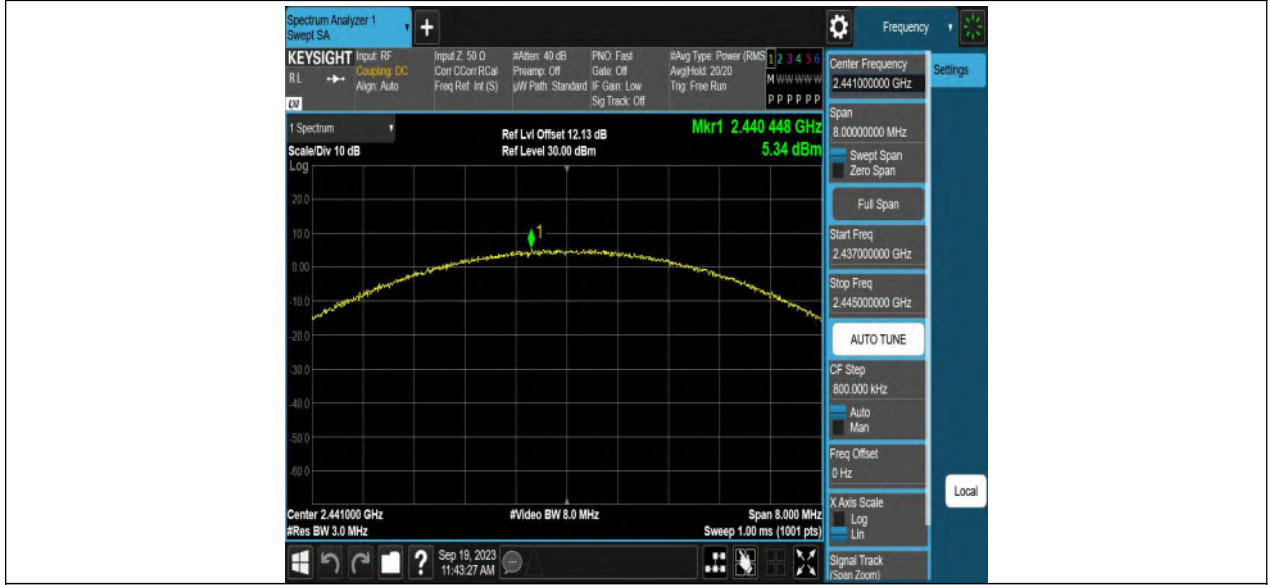 Spectrum Analyzer 1
Swept SA
+
Frequency
KEYSIGHT
RL
LXI
Input: RF
Coupling: DC
Align: Auto
Input Z: 50 Ω
Corr CCorr RCal
Freq Ref: Int (S)
#Atten: 40 dB
Preamp: Off
µW Path: Standard
PNO: Fast
Gate: Off
IF Gain: Low
Sig Track: Off
#Avg Type: Power (RMS
Avg|Hold: 20/20
Trig: Free Run
1 2 3 4 5 6
M W W W W W
P P P P P P
1 Spectrum
Scale/Div 10 dB
Log
Ref Lvl Offset 12.13 dB
Ref Level 30.00 dBm
Mkr1 2.440 448 GHz
5.34 dBm
20.0
10.0
0.00
-10.0
-20.0
-30.0
-40.0
-50.0
-60.0
1
Center 2.441000 GHz
#Res BW 3.0 MHz
#Video BW 8.0 MHz
Span 8.000 MHz
Sweep 1.00 ms (1001 pts)
?
Sep 19, 2023
11:43:27 AM
Center Frequency
2.441000000 GHz
Span
8.00000000 MHz
Swept Span
Zero Span
Full Span
Start Freq
2.437000000 GHz
Stop Freq
2.445000000 GHz
AUTO TUNE
CF Step
800.000 kHz
Auto
Man
Freq Offset
0 Hz
X Axis Scale
Log
Lin
Signal Track
(Span Zoom)
Settings
Local